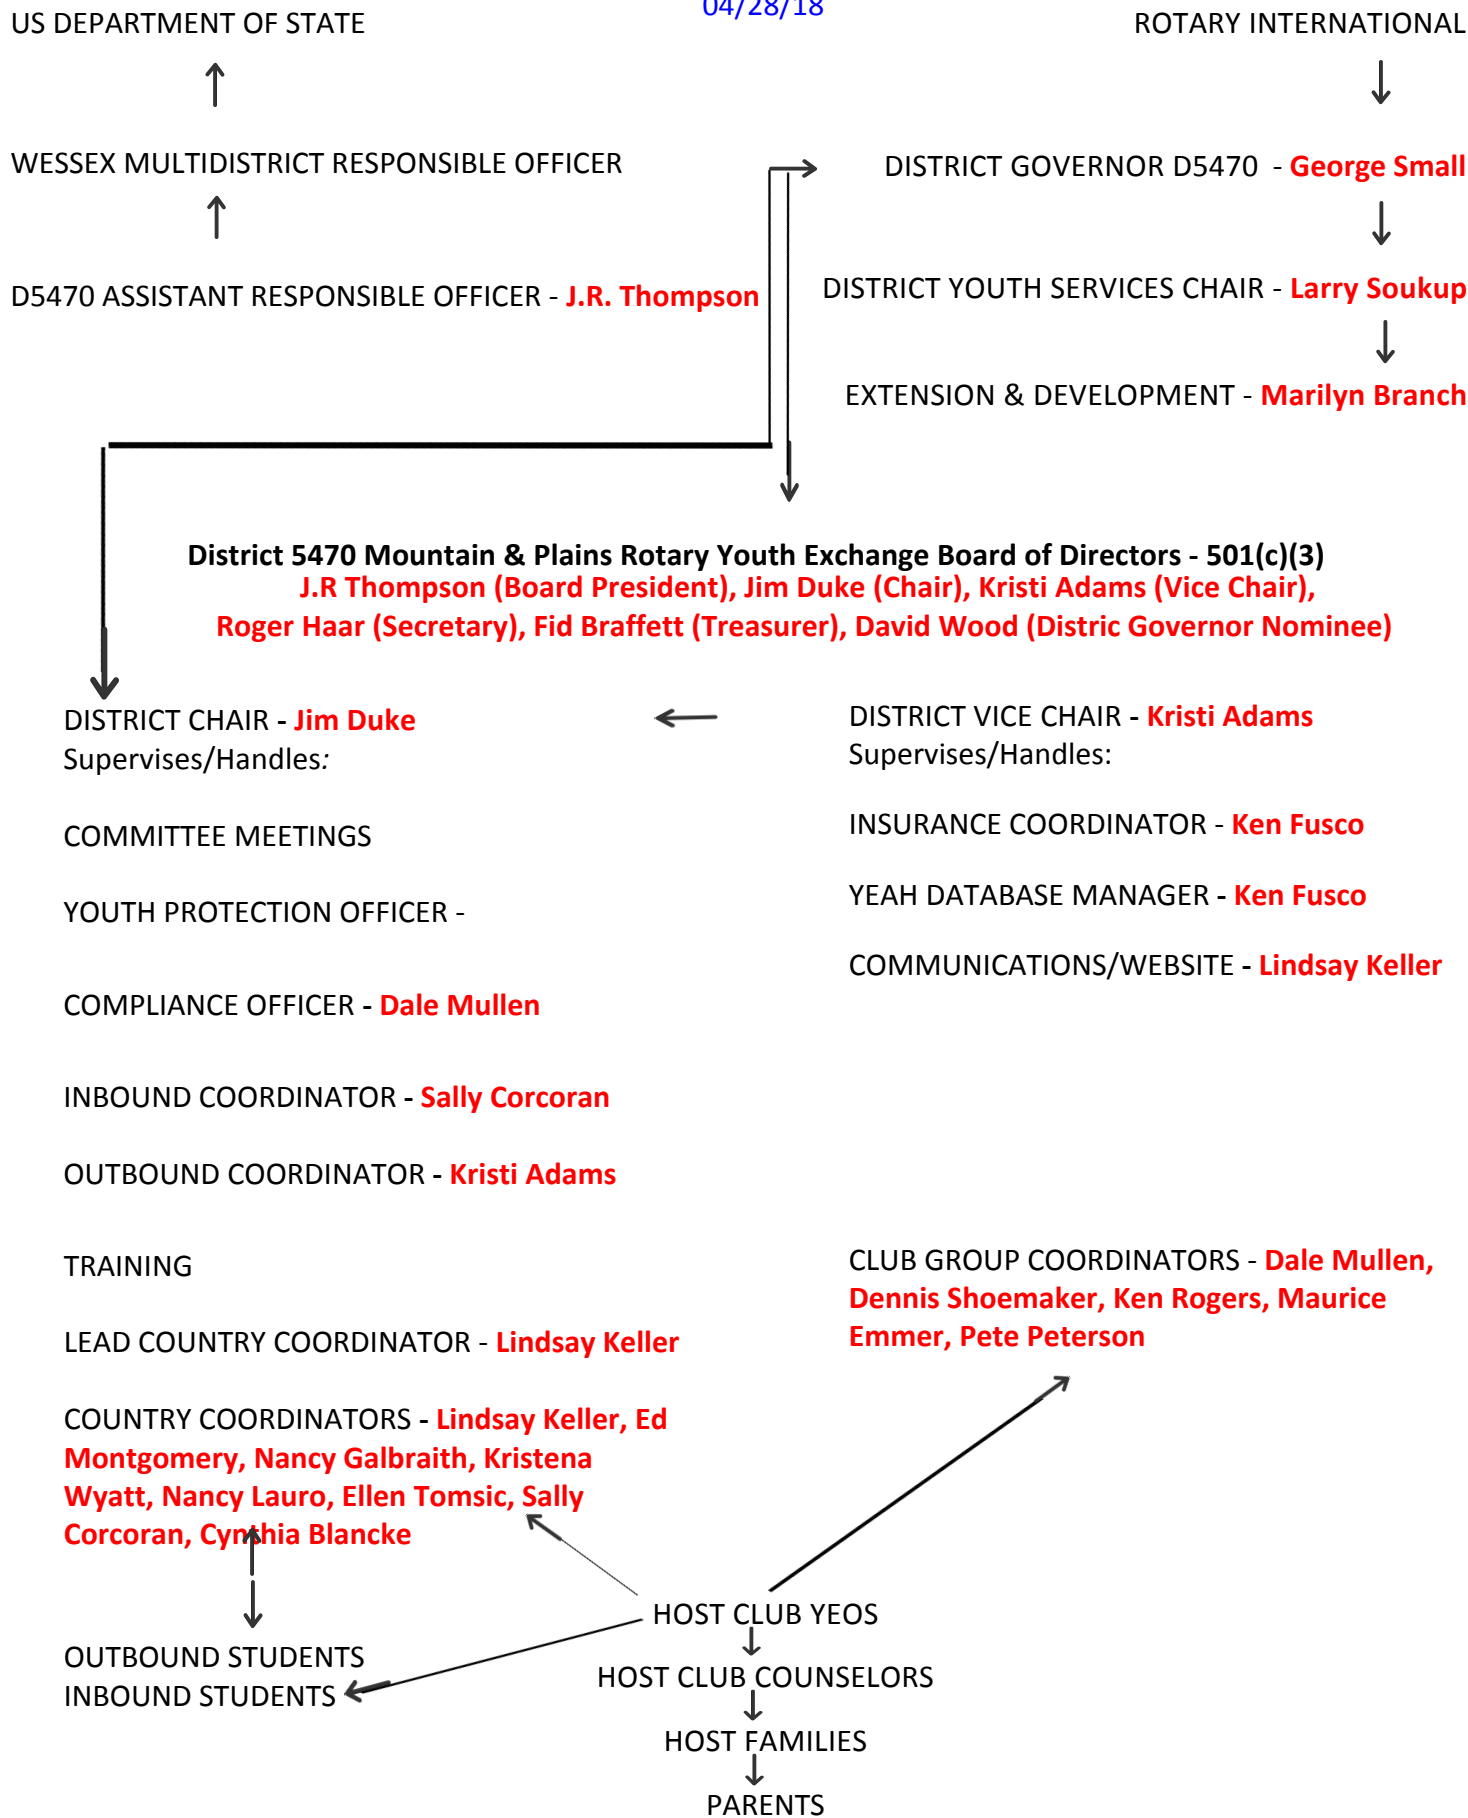 04/28/18
US DEPARTMENT OF STATE
ROTARY INTERNATIONAL
WESSEX MULTIDISTRICT RESPONSIBLE OFFICER
DISTRICT GOVERNOR D5470 - George Small
D5470 ASSISTANT RESPONSIBLE OFFICER - J.R. Thompson
DISTRICT YOUTH SERVICES CHAIR - Larry Soukup
EXTENSION & DEVELOPMENT - Marilyn Branch
District 5470 Mountain & Plains Rotary Youth Exchange Board of Directors - 501(c)(3)
J.R Thompson (Board President), Jim Duke (Chair), Kristi Adams (Vice Chair),
Roger Haar (Secretary), Fid Braffett (Treasurer), David Wood (Distric Governor Nominee)
DISTRICT CHAIR - Jim Duke
Supervises/Handles:
COMMITTEE MEETINGS
YOUTH PROTECTION OFFICER -
COMPLIANCE OFFICER - Dale Mullen
INBOUND COORDINATOR - Sally Corcoran
OUTBOUND COORDINATOR - Kristi Adams
TRAINING
LEAD COUNTRY COORDINATOR - Lindsay Keller
COUNTRY COORDINATORS - Lindsay Keller, Ed
Montgomery, Nancy Galbraith, Kristena
Wyatt, Nancy Lauro, Ellen Tomsic, Sally
Corcoran, Cynthia Blancke
DISTRICT VICE CHAIR - Kristi Adams
Supervises/Handles:
INSURANCE COORDINATOR - Ken Fusco
YEAH DATABASE MANAGER - Ken Fusco
COMMUNICATIONS/WEBSITE - Lindsay Keller
CLUB GROUP COORDINATORS - Dale Mullen,
Dennis Shoemaker, Ken Rogers, Maurice
Emmer, Pete Peterson
OUTBOUND STUDENTS
INBOUND STUDENTS
HOST CLUB YEOS
HOST CLUB COUNSELORS
HOST FAMILIES
PARENTS